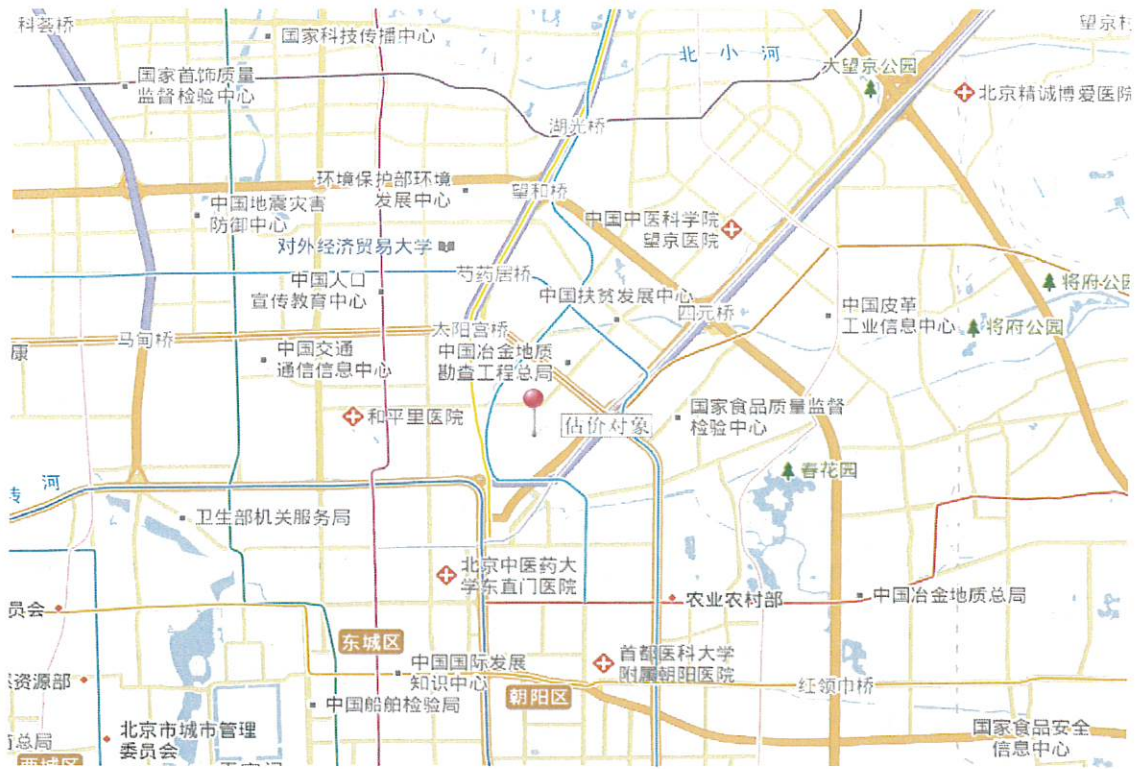 科荟桥
国家科技传播中心
望京村
北小河
大望京公园
国家首饰质量
监督检验中心
北京精诚博爱医院
湖光桥
环境保护部环境
发展中心
望和桥
中国地震灾害
防御中心
中国中医科学院
望京医院
对外经济贸易大学
芍药居桥
中国人口
宣传教育中心
中国扶贫发展中心
将府公园
四元桥
中国皮革
工业信息中心
将府公园
太阳宫桥
马甸桥
康
中国交通
通信信息中心
中国冶金地质
勘查工程总局
和平里医院
估价对象
国家食品质量监督
检验中心
春花园
河
卫生部机关服务局
北京中医药大
学东直门医院
员会
农业农村部
中国冶金地质总局
东城区
中国国际发展
知识中心
首都医科大学
附属朝阳医院
资源部
朝阳区
红领巾桥
中国船舶检验局
北京市城市管理
委员会
总局
国家食品安全
信息中心
西城区